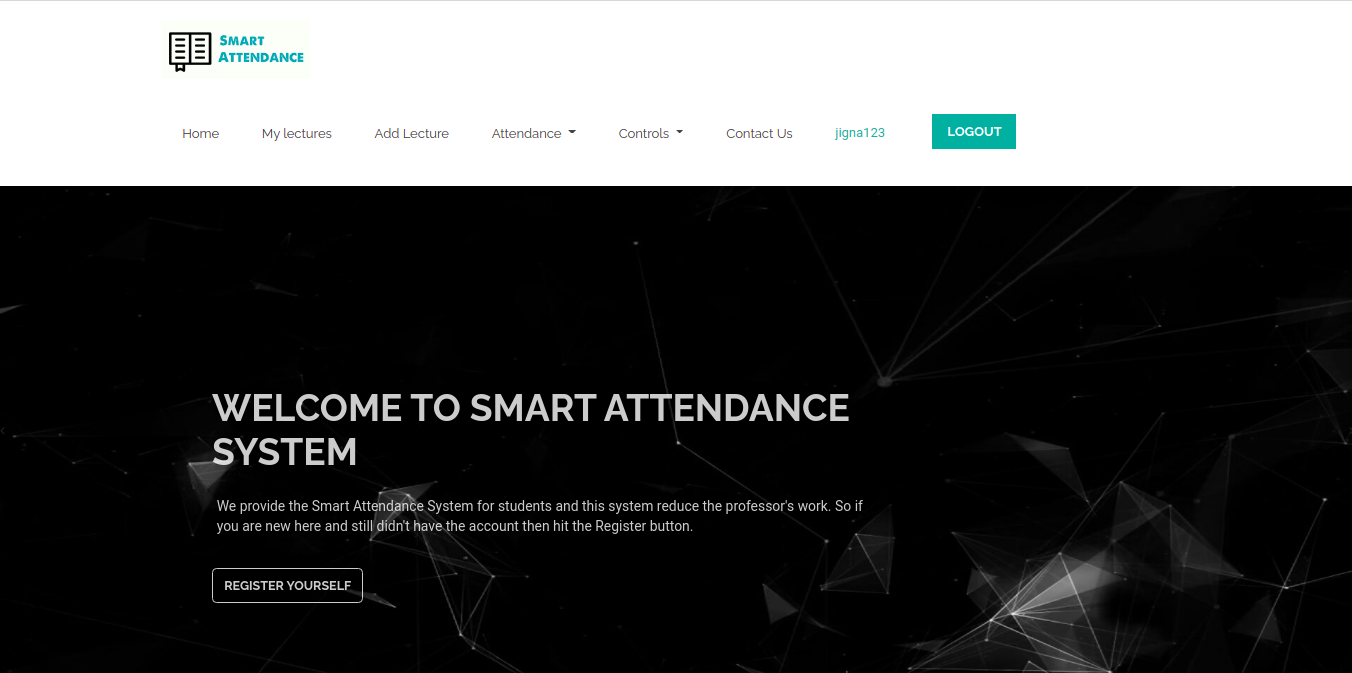 SMART
ATTENDANCE
Home My lectures Add Lecture Attendance Controls Contact Us jigna123 LOGOUT
WELCOME TO SMART ATTENDANCE
SYSTEM
We provide the Smart Attendance System for students and this system reduce the professor's work. So if
you are new here and still didn't have the account then hit the Register button.
REGISTER YOURSELF